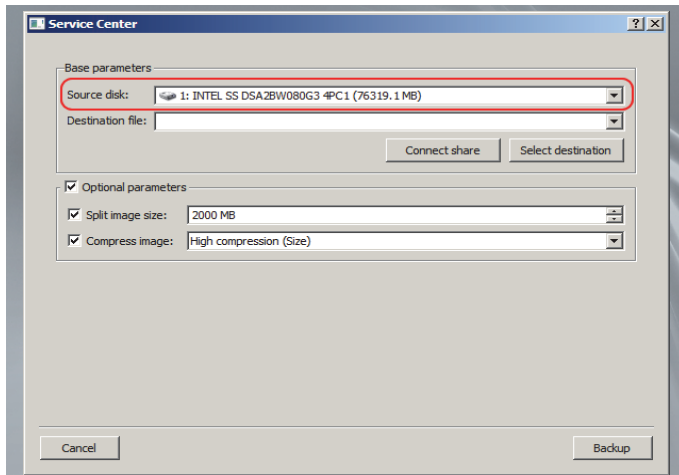 Service Center
Base parameters
Source disk: 1: INTEL SS DSA2BW080G3 4PC1 (76319.1 MB)
Destination file:
Connect share Select destination
Optional parameters
Split image size: 2000 MB
Compress image: High compression (Size)
Cancel Backup